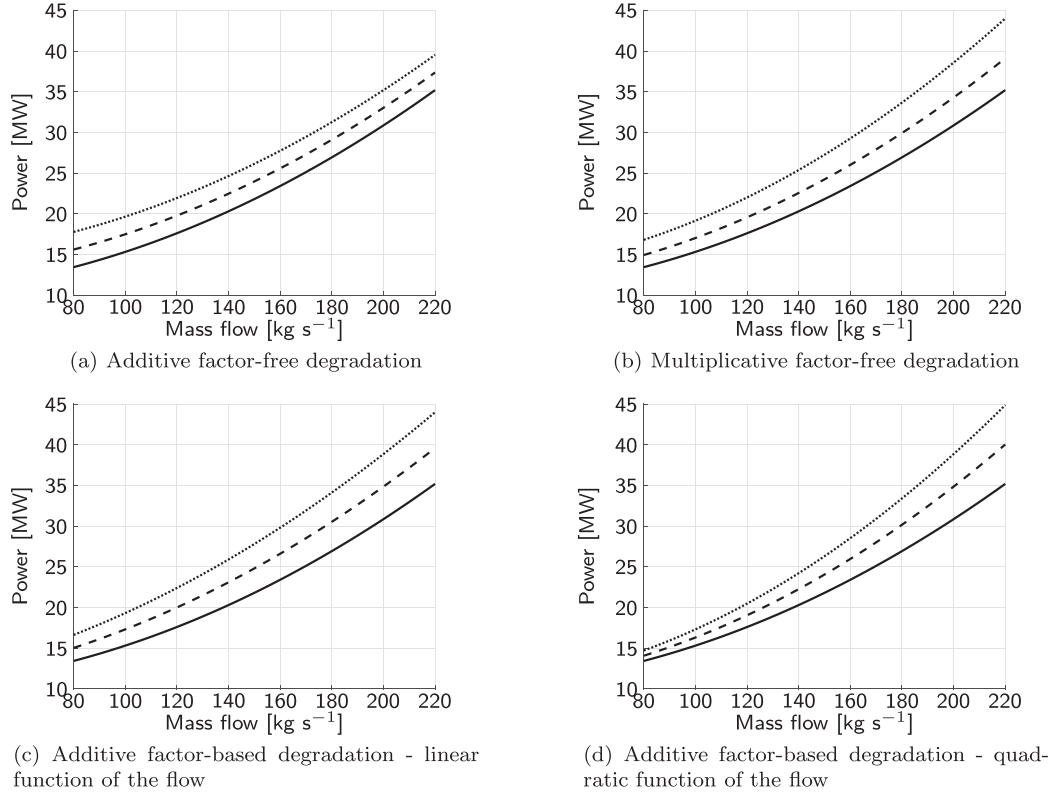 45
40
35
30
25
20
15
10
Power [MW]
80 100 120 140 160 180 200 220
Mass flow [kg s−1]
(a) Additive factor-free degradation
45
40
35
30
25
20
15
10
Power [MW]
80 100 120 140 160 180 200 220
Mass flow [kg s−1]
(b) Multiplicative factor-free degradation
45
40
35
30
25
20
15
10
Power [MW]
80 100 120 140 160 180 200 220
Mass flow [kg s−1]
(c) Additive factor-based degradation - linear
function of the flow
45
40
35
30
25
20
15
10
Power [MW]
80 100 120 140 160 180 200 220
Mass flow [kg s−1]
(d) Additive factor-based degradation - quad-
ratic function of the flow